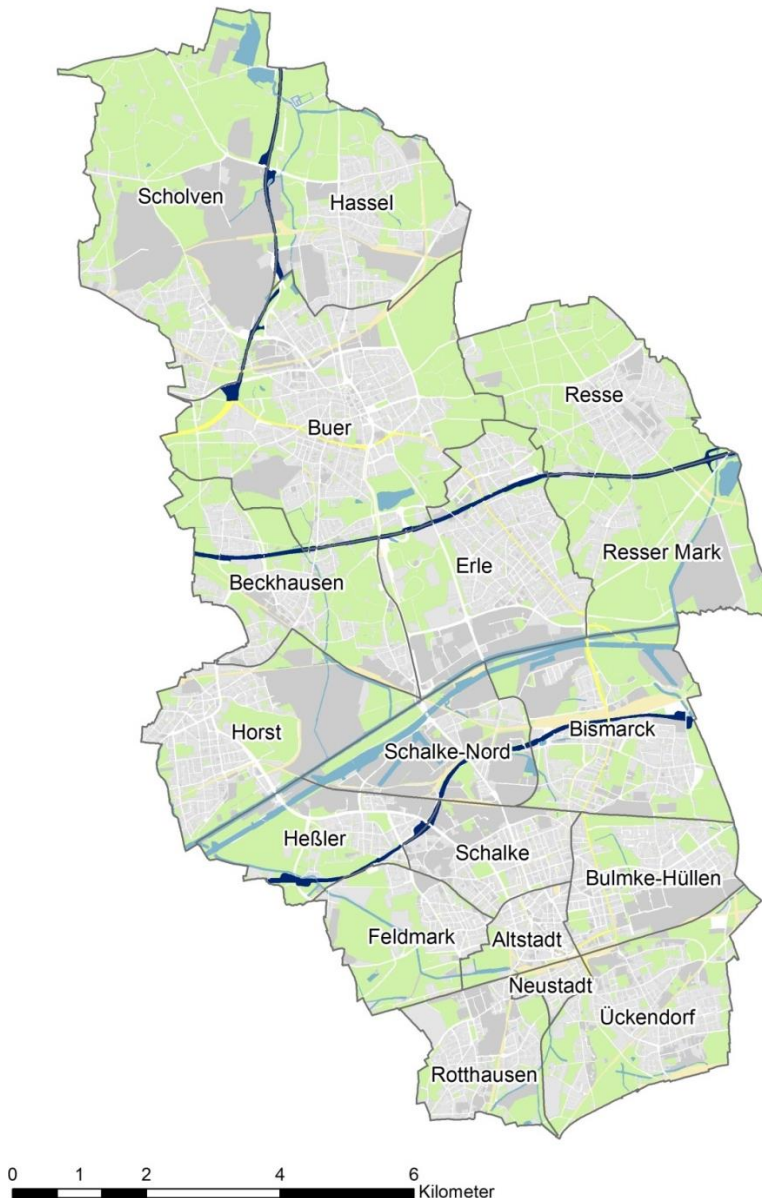 Scholven
Hassel
Resse
Buer
Resser Mark
Erle
Beckhausen
Horst
Bismarck
Schalke-Nord
Heßler
Schalke
Bulmke-Hüllen
Feldmark
Altstadt
Neustadt
Ückendorf
Rotthausen
0 1 2 4 6
Kilometer